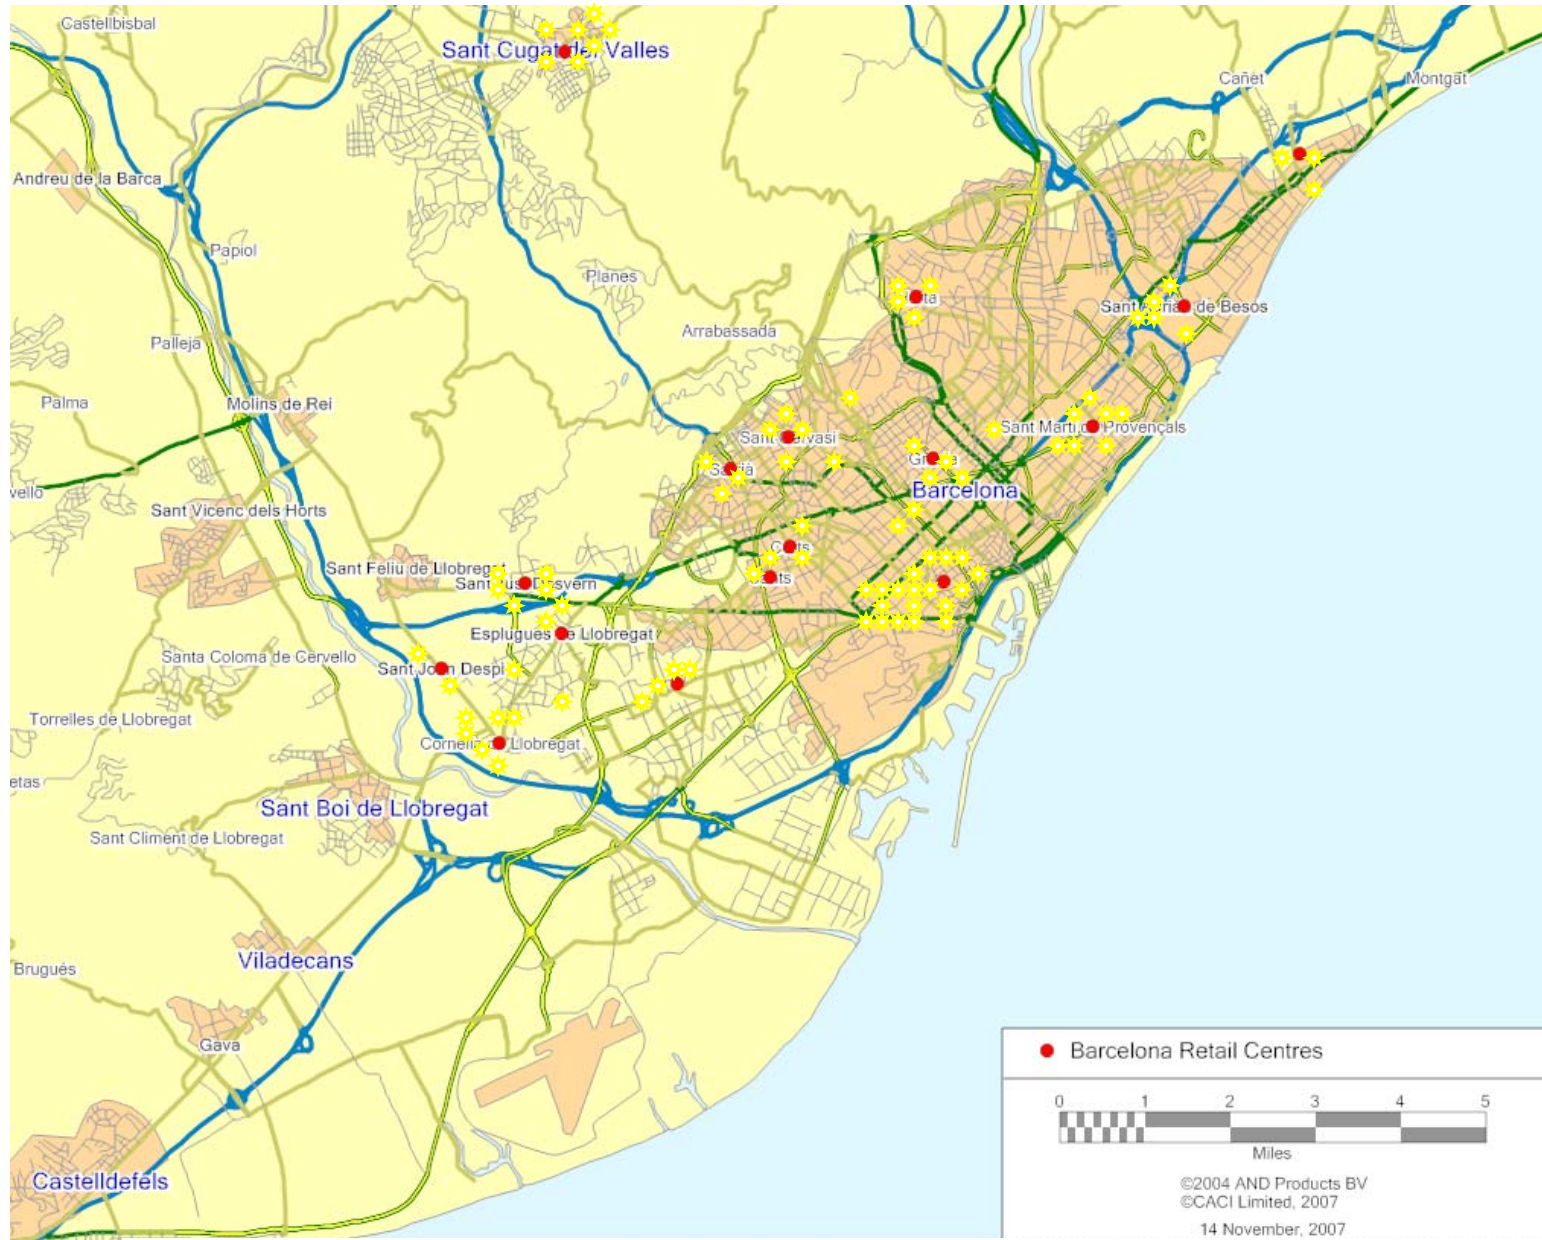 Castellbisbal
Sant Cugat del Valles
Cañet
Montgat
Andreu de la Barca
Papiol
Planes
Horta
Sant Adria de Besos
Arrabassada
Palleja
Palma
Molins de Rei
Sant Gervasi
Sant Marti de Provençals
Sarriá
Gracia
vello
Barcelona
Sant Vicenc dels Horts
Corts
Sant Feliu de Llobregat
Sant Just Desvern
Sants
Esplugues de Llobregat
Santa Coloma de Cervello
Sant Joan Despi
Torrelles de Llobregat
Cornella de Llobregat
etas
Sant Boi de Llobregat
Sant Climent de Llobregat
Viladecans
Brugués
Gava
Barcelona Retail Centres
0 1 2 3 4 5
Miles
Castelldefels
©2004 AND Products BV
©CACI Limited, 2007
14 November, 2007